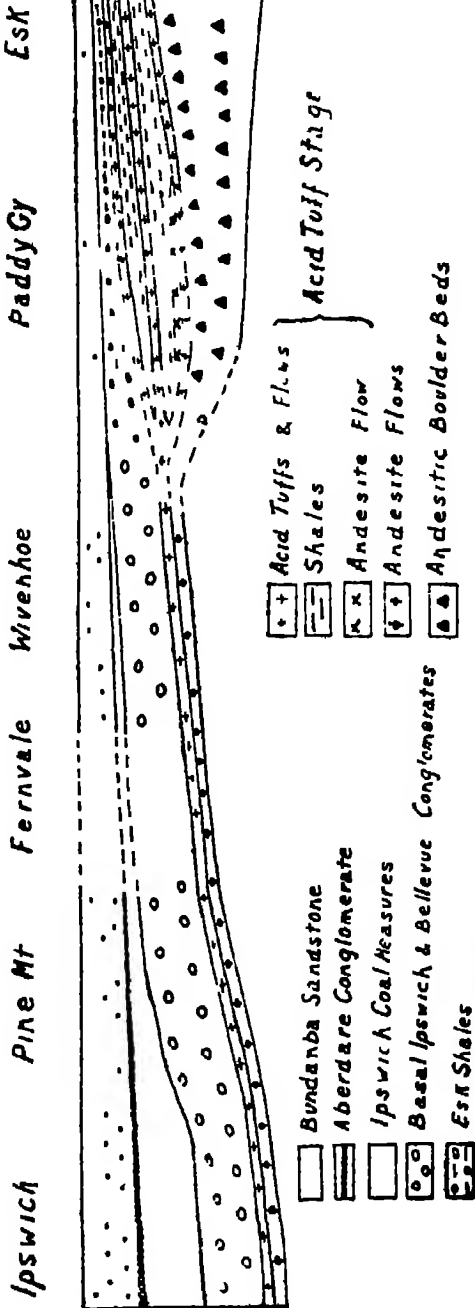 Ipswich
Pine Mt
Fernvale
Wivenhoe
Paddy Gy
Esk
Bundanba Sandstone
Aberdare Conglomerate
Ipswich Coal Measures
Basal Ipswich & Bellevue Conglomerates
Esk Shales
Acid Tuffs & Flows
Shales
Andesite Flow
Acid Tuff Stage
Andesite Flows
Andesitic Boulder Beds